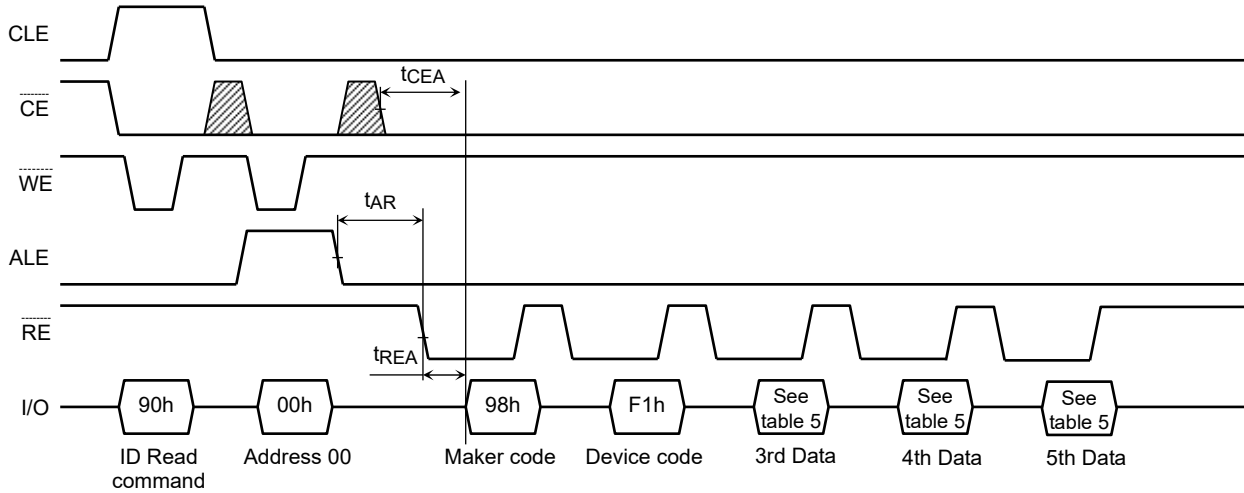 CLE
tCEA
CE
WE
tAR
ALE
RE
tREA
I/O
90h
00h
98h
F1h
See
table 5
See
table 5
See
table 5
ID Read
command
Address 00
Maker code
Device code
3rd Data
4th Data
5th Data